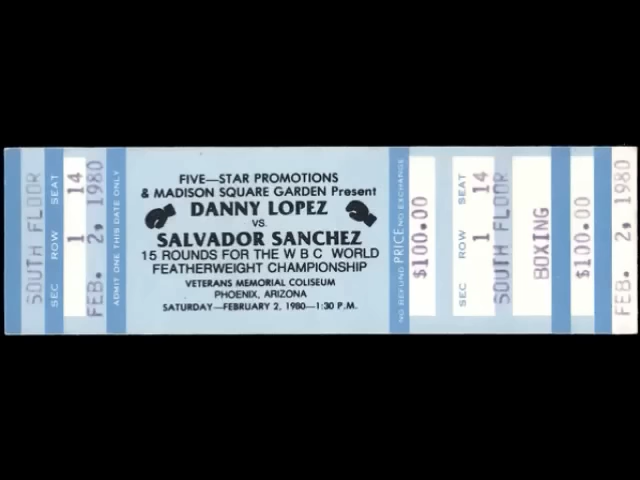 SOUTH FLOOR
SEC ROW SEAT
1 14
FEB. 2, 1980
ADMIT ONE THIS DATE ONLY
FIVE—STAR PROMOTIONS
& MADISON SQUARE GARDEN Present
DANNY LOPEZ
VS.
SALVADOR SANCHEZ
15 ROUNDS FOR THE W B C WORLD
FEATHERWEIGHT CHAMPIONSHIP
VETERANS MEMORIAL COLISEUM
PHOENIX, ARIZONA
SATURDAY—FEBRUARY 2, 1980—1:30 P.M.
NO REFUND PRICE NO EXCHANGE
$100.00
SEC ROW SEAT
1 14
SOUTH FLOOR
BOXING
$100.00
FEB. 2, 1980